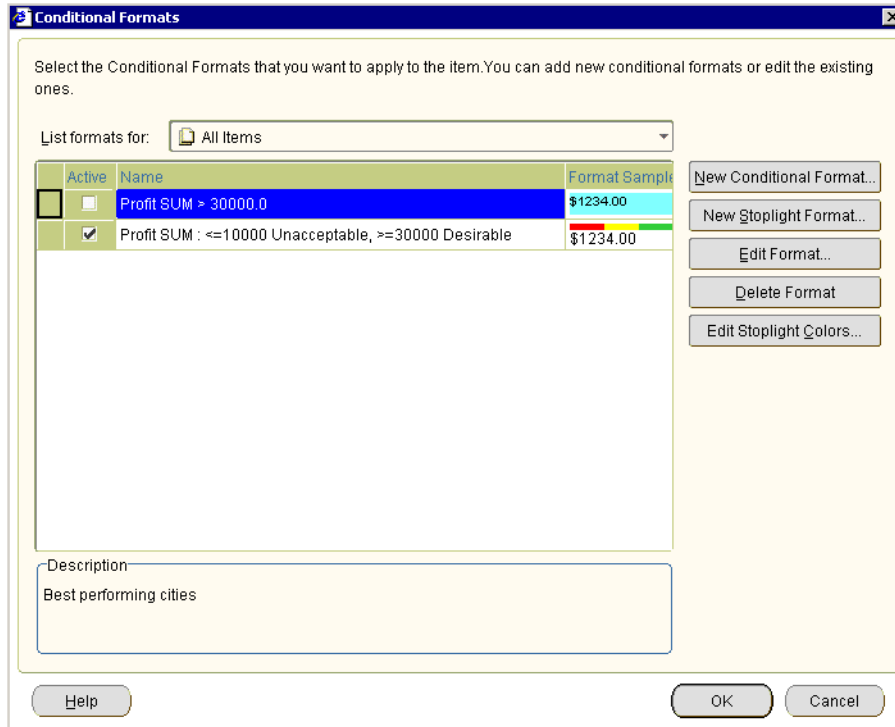 Conditional Formats
Select the Conditional Formats that you want to apply to the item.You can add new conditional formats or edit the existing
ones.
List formats for: All Items
Active Name Format Sample
Profit SUM > 30000.0 $1234.00
Profit SUM : <=10000 Unacceptable, >=30000 Desirable $1234.00
New Conditional Format...
New Stoplight Format...
Edit Format...
Delete Format
Edit Stoplight Colors...
Description
Best performing cities
Help OK Cancel